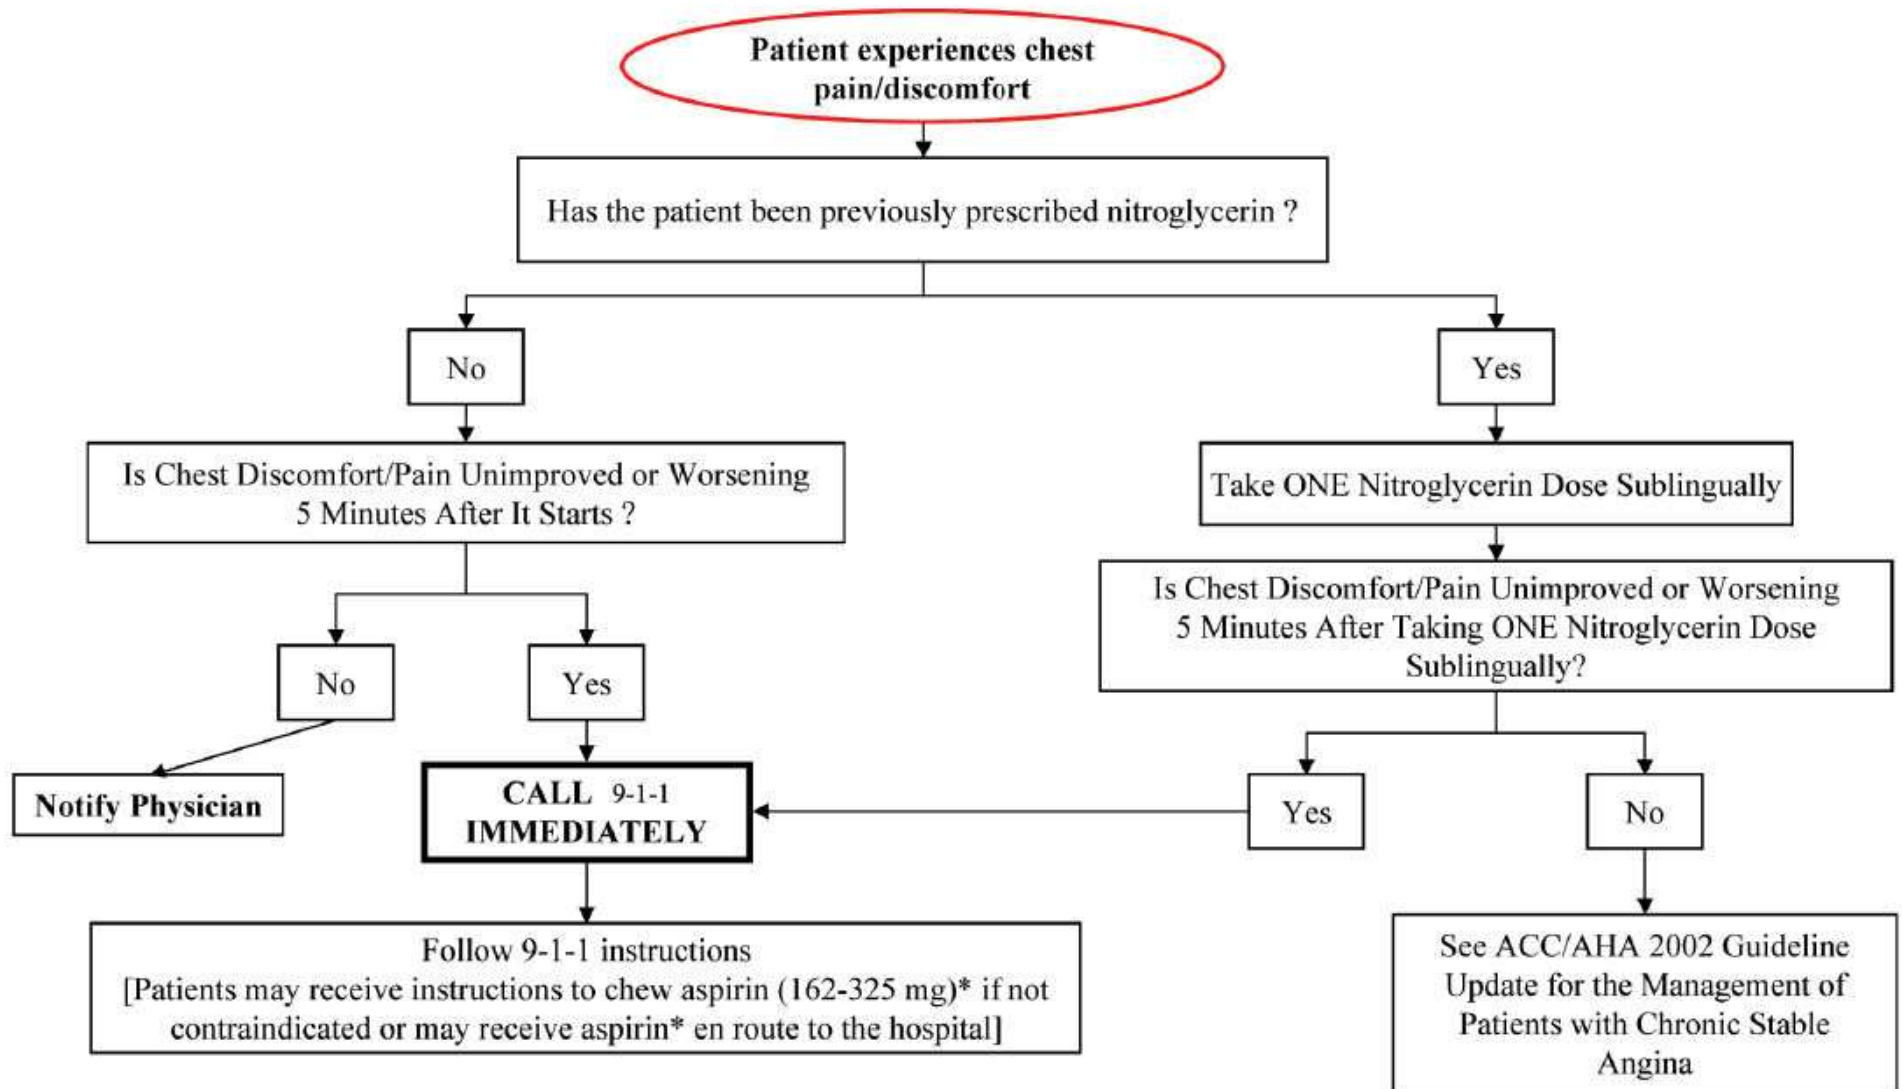 Patient experiences chest
pain/discomfort
Has the patient been previously prescribed nitroglycerin ?
No
Yes
Is Chest Discomfort/Pain Unimproved or Worsening
5 Minutes After It Starts ?
Take ONE Nitroglycerin Dose Sublingually
Is Chest Discomfort/Pain Unimproved or Worsening
5 Minutes After Taking ONE Nitroglycerin Dose
Sublingually?
No
Yes
Notify Physician
CALL 9-1-1
IMMEDIATELY
Yes
No
Follow 9-1-1 instructions
[Patients may receive instructions to chew aspirin (162-325 mg)* if not
contraindicated or may receive aspirin* en route to the hospital]
See ACC/AHA 2002 Guideline
Update for the Management of
Patients with Chronic Stable
Angina